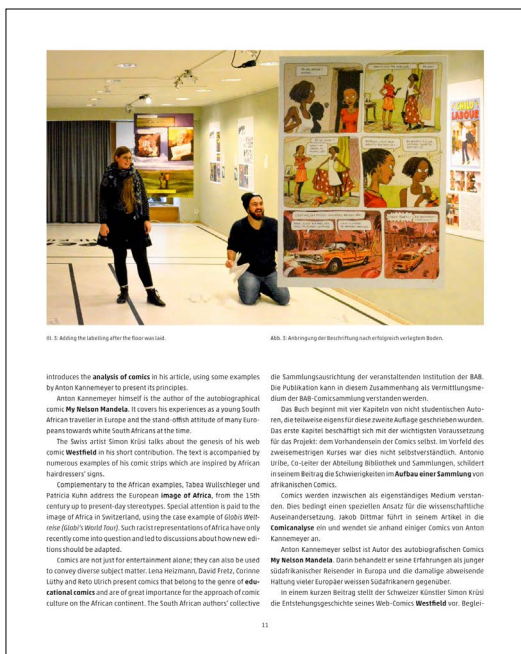 CHILD
LABOUR
Ill. 3: Adding the labelling after the floor was laid.
Abb. 3: Anbringung der Beschriftung nach erfolgreich verlegtem Boden.
introduces the analysis of comics in his article, using some examples
by Anton Kannemeyer to present its principles.
Anton Kannemeyer himself is the author of the autobiographical
comic My Nelson Mandela. It covers his experiences as a young South
African traveller in Europe and the stand-offish attitude of many Euro-
peans towards white South Africans at the time.
The Swiss artist Simon Krüsi talks about the genesis of his web
comic Westfield in his short contribution. The text is accompanied by
numerous examples of his comic strips which are inspired by African
hairdressers' signs.
Complementary to the African examples, Tabea Wullschleger und
Patricia Kuhn address the European image of Africa, from the 15th
century up to present-day stereotypes. Special attention is paid to the
image of Africa in Switzerland, using the case example of Globis Welt-
reise (Globi's World Tour). Such racist representations of Africa have only
recently come into question and led to discussions about how new edi-
tions should be adapted.
Comics are not just for entertainment alone; they can also be used
to convey diverse subject matter. Lena Heizmann, David Fretz, Corinne
Lüthy and Reto Ulrich present comics that belong to the genre of edu-
cational comics and are of great importance for the approach of comic
culture on the African continent. The South African authors' collective
die Sammlungsausrichtung der veranstaltenden Institution der BAB.
Die Publikation kann in diesem Zusammenhang als Vermittlungsme-
dium der BAB-Comicsammlung verstanden werden.
Das Buch beginnt mit vier Kapiteln von nicht studentischen Auto-
ren, die teilweise eigens für diese zweite Auflage geschrieben wurden.
Das erste Kapitel beschäftigt sich mit der wichtigsten Voraussetzung
für das Projekt: dem Vorhandensein der Comics selbst. Im Vorfeld des
zweisemestrigen Kurses war dies nicht selbstverständlich. Antonio
Uribe, Co-Leiter der Abteilung Bibliothek und Sammlungen, schildert
in seinem Beitrag die Schwierigkeiten im Aufbau einer Sammlung von
afrikanischen Comics.
Comics werden inzwischen als eigenständiges Medium verstan-
den. Dies bedingt einen speziellen Ansatz für die wissenschaftliche
Auseinandersetzung. Jakob Dittmar führt in seinem Artikel in die
Comicanalyse ein und wendet sie anhand einiger Comics von Anton
Kannemeyer an.
Anton Kannemeyer selbst ist Autor des autobiografischen Comics
My Nelson Mandela. Darin behandelt er seine Erfahrungen als junger
südafrikanischer Reisender in Europa und die damalige abweisende
Haltung vieler Europäer weissen Südafrikanern gegenüber.
In einem kurzen Beitrag stellt der Schweizer Künstler Simon Krüsi
die Entstehungsgeschichte seines Web-Comics Westfield vor. Beglei-
11